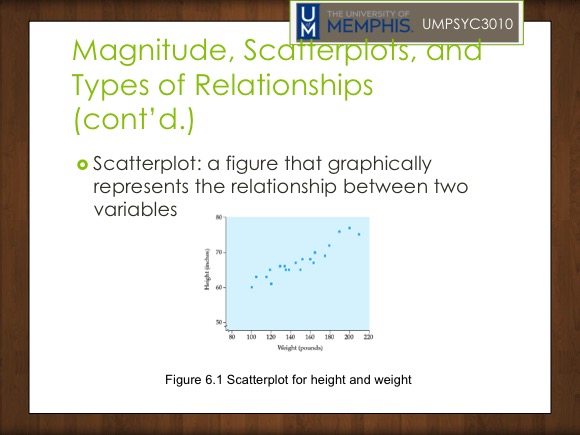 THE UNIVERSITY OF
UM MEMPHIS. UMPSYC3010
Magnitude, Scatterplots, and
Types of Relationships
(cont’d.)
Scatterplot: a figure that graphically
represents the relationship between two
variables
80
70
60
50
Height (inches)
80 100 120 140 160 180 200 220
Weight (pounds)
Figure 6.1 Scatterplot for height and weight